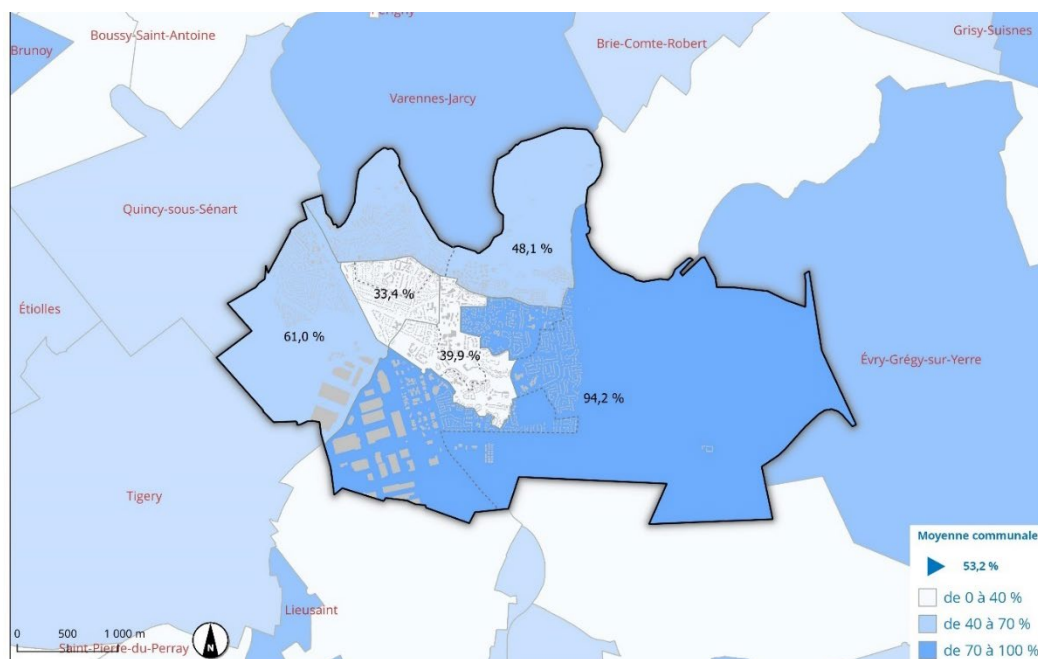 Boussy-Saint-Antoine
Brunoy
Brie-Comte-Robert
Grisy-Suisnes
Varennes-Jarcy
Quincy-sous-Sénart
48,1 %
33,4 %
Étiolles
61,0 %
39,9 %
Évry-Grégy-sur-Yerre
94,2 %
Tigery
Moyenne communale
53,2 %
de 0 à 40 %
de 40 à 70 %
de 70 à 100 %
Lieusaint
0 500 1 000 m
N
Saint-Pierre-du-Perray